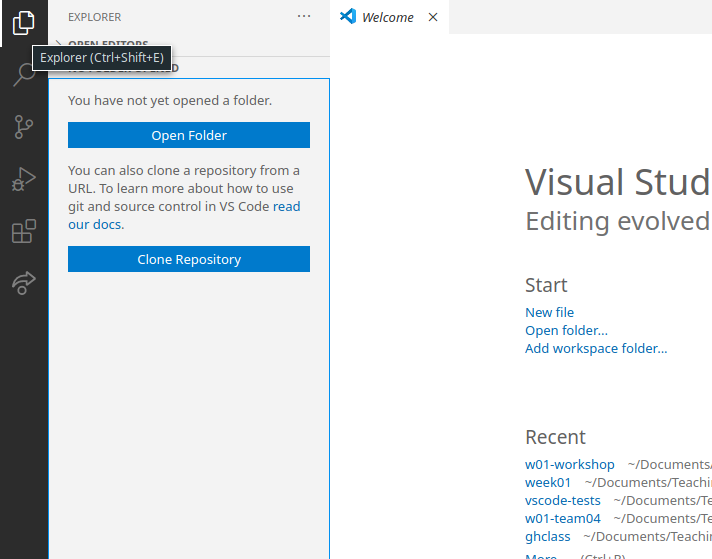 EXPLORER
Welcome
OPEN EDITORS
Explorer (Ctrl+Shift+E)
You have not yet opened a folder.
Open Folder
You can also clone a repository from a
URL. To learn more about how to use
git and source control in VS Code read
our docs.
Clone Repository
Visual Stud
Editing evolved
Start
New file
Open folder...
Add workspace folder...
Recent
w01-workshop ~/Documents/
week01 ~/Documents/Teachin
vscode-tests ~/Documents/Te
w01-team04 ~/Documents/
ghclass ~/Documents/Teachin
More... (Ctrl+R)